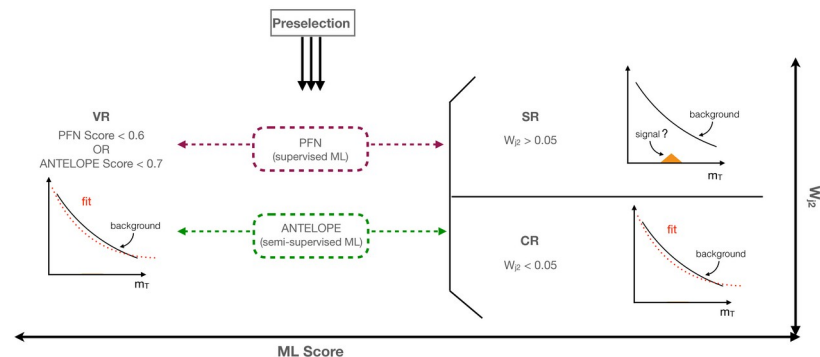 Preselection
VR
PFN Score < 0.6
OR
ANTELOPE Score < 0.7
fit
background
mT
PFN
(supervised ML)
ANTELOPE
(semi-supervised ML)
SR
Wj2 > 0.05
signal ?
background
mT
CR
Wj2 < 0.05
fit
background
mT
Wj2
ML Score